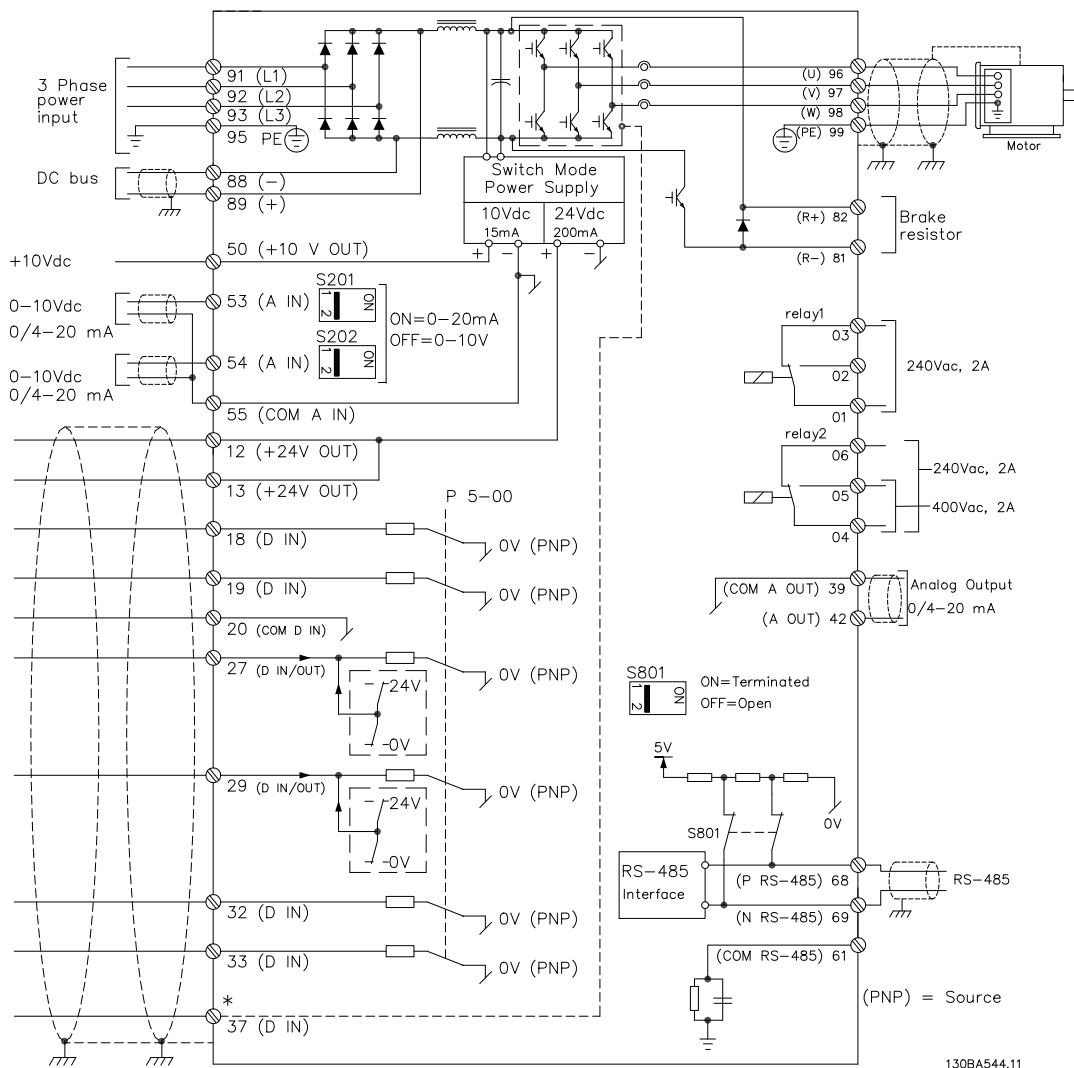 3 Phase
power
input
91 (L1)
92 (L2)
93 (L3)
95 PE
DC bus
88 (-)
89 (+)
+10Vdc
50 (+10 V OUT)
0-10Vdc
0/4-20 mA
53 (A IN)
S201
1 2
ON
ON=0-20mA
OFF=0-10V
S202
1 2
ON
0-10Vdc
0/4-20 mA
54 (A IN)
55 (COM A IN)
12 (+24V OUT)
13 (+24V OUT)
P 5-00
18 (D IN)
0V (PNP)
19 (D IN)
0V (PNP)
20 (COM D IN)
27 (D IN/OUT)
0V (PNP)
24V
0V
29 (D IN/OUT)
0V (PNP)
24V
0V
32 (D IN)
0V (PNP)
33 (D IN)
0V (PNP)
*
37 (D IN)
Switch Mode
Power Supply
10Vdc
15mA
24Vdc
200mA
+ - + -
(U) 96
(V) 97
(W) 98
(PE) 99
Motor
(R+) 82
(R-) 81
Brake
resistor
relay1
03
02
01
240Vac, 2A
relay2
06
05
04
240Vac, 2A
400Vac, 2A
(COM A OUT) 39
(A OUT) 42
Analog Output
0/4-20 mA
S801
1 2
ON
ON=Terminated
OFF=Open
5V
0V
S801
RS-485
Interface
(P RS-485) 68
(N RS-485) 69
RS-485
(COM RS-485) 61
(PNP) = Source
130BA544.11